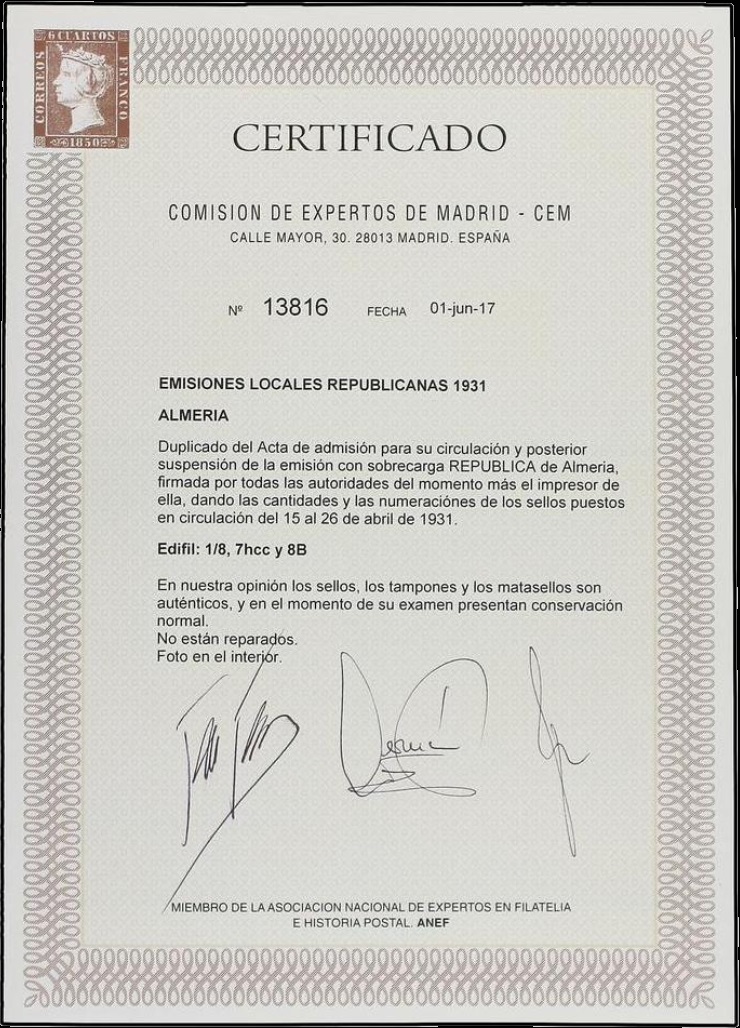 6 CUARTOS
CORREOS
FRANCO
1850
CERTIFICADO
COMISION DE EXPERTOS DE MADRID - CEM
CALLE MAYOR, 30. 28013 MADRID. ESPAÑA
Nº 13816 FECHA 01-jun-17
EMISIONES LOCALES REPUBLICANAS 1931
ALMERIA
Duplicado del Acta de admisión para su circulación y posterior
suspensión de la emisión con sobrecarga REPUBLICA de Almeria,
firmada por todas las autoridades del momento más el impresor de
ella, dando las cantidades y las numeraciónes de los sellos puestos
en circulación del 15 al 26 de abril de 1931.
Edifil: 1/8, 7hcc y 8B
En nuestra opinión los sellos, los tampones y los matasellos son
auténticos, y en el momento de su examen presentan conservación
normal.
No están reparados.
Foto en el interior.
MIEMBRO DE LA ASOCIACION NACIONAL DE EXPERTOS EN FILATELIA
E HISTORIA POSTAL. ANEF